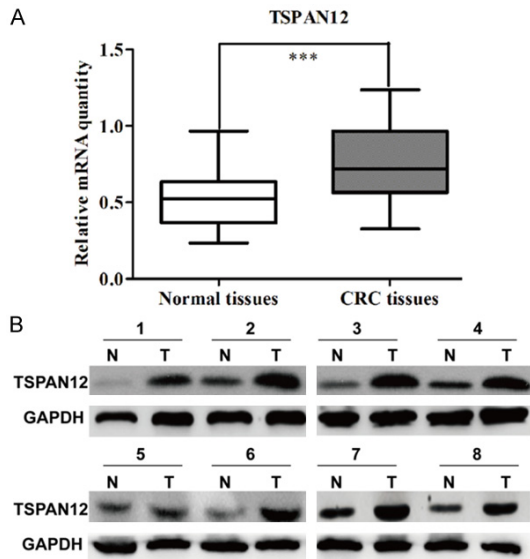 A
TSPAN12
***
Relative mRNA quantity
1.5
1.0
0.5
0.0
Normal tissues CRC tissues
B
1 2 3 4
N T N T N T N T
TSPAN12
GAPDH
5 6 7 8
N T N T N T N T
TSPAN12
GAPDH